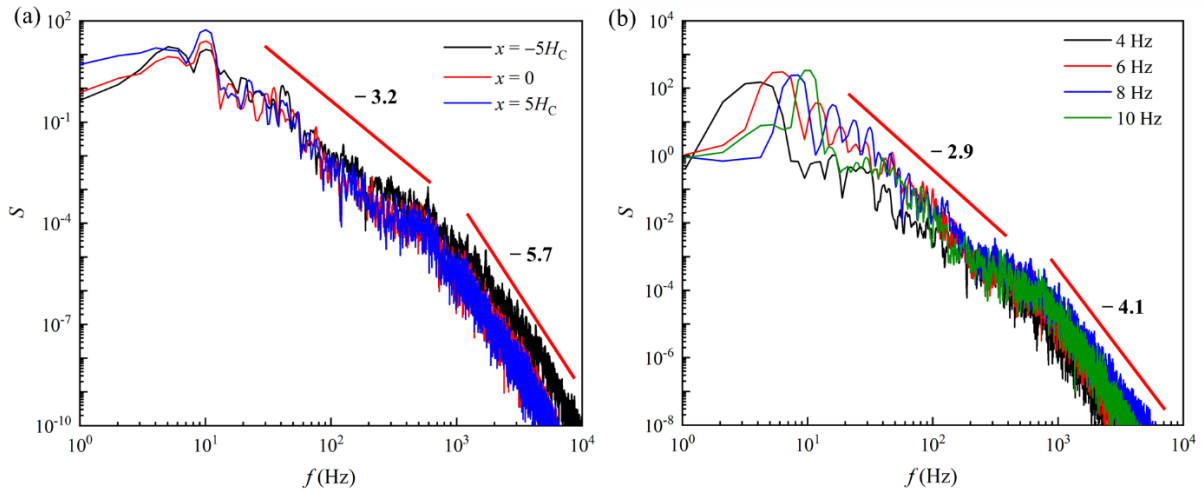 (a)
10^2
10^-1
10^-4
10^-7
10^-10
S
x = −5H_C
x = 0
x = 5H_C
− 3.2
− 5.7
10^0
10^1
10^2
10^3
10^4
f (Hz)
(b)
10^4
10^2
10^0
10^-2
10^-4
10^-6
10^-8
S
4 Hz
6 Hz
8 Hz
10 Hz
− 2.9
− 4.1
10^0
10^1
10^2
10^3
10^4
f (Hz)